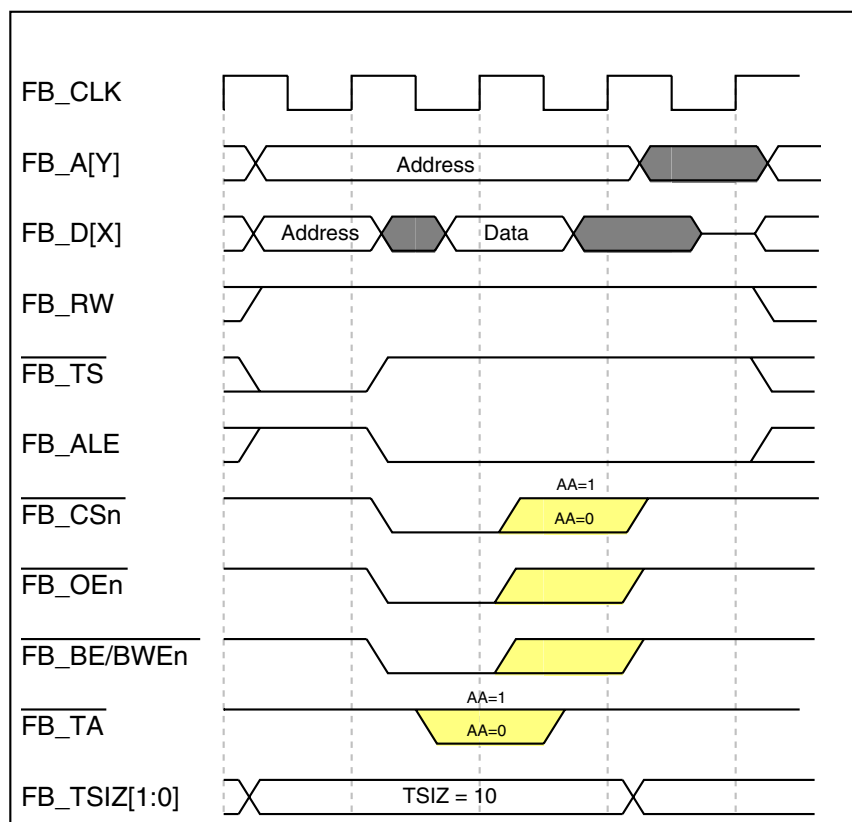 FB_CLK
FB_A[Y]
Address
FB_D[X]
Address
Data
FB_RW
FB_TS
FB_ALE
AA=1
FB_CSn
AA=0
FB_OEn
FB_BE/BWEn
AA=1
FB_TA
AA=0
FB_TSIZ[1:0]
TSIZ = 10